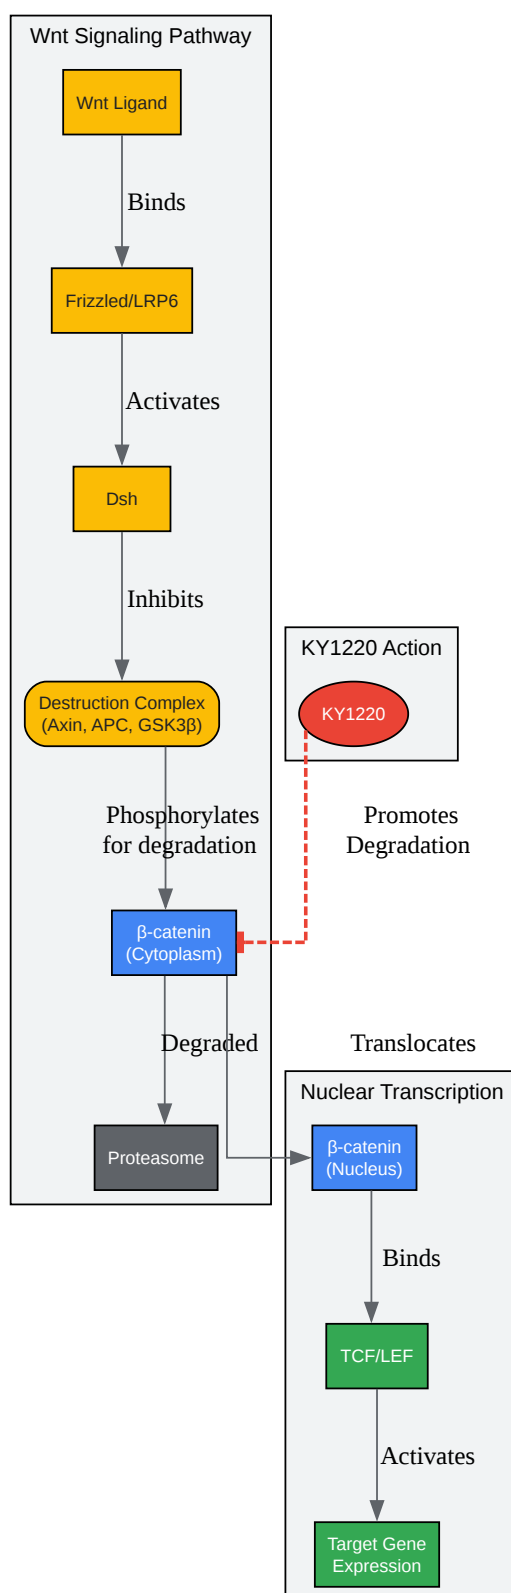 Wnt Signaling Pathway
Wnt Ligand
Binds
Frizzled/LRP6
Activates
Dsh
Inhibits
KY1220 Action
Destruction Complex
(Axin, APC, GSK3β)
KY1220
Phosphorylates
for degradation
Promotes
Degradation
β-catenin
(Cytoplasm)
Degraded
Translocates
Nuclear Transcription
Proteasome
β-catenin
(Nucleus)
Binds
TCF/LEF
Activates
Target Gene
Expression